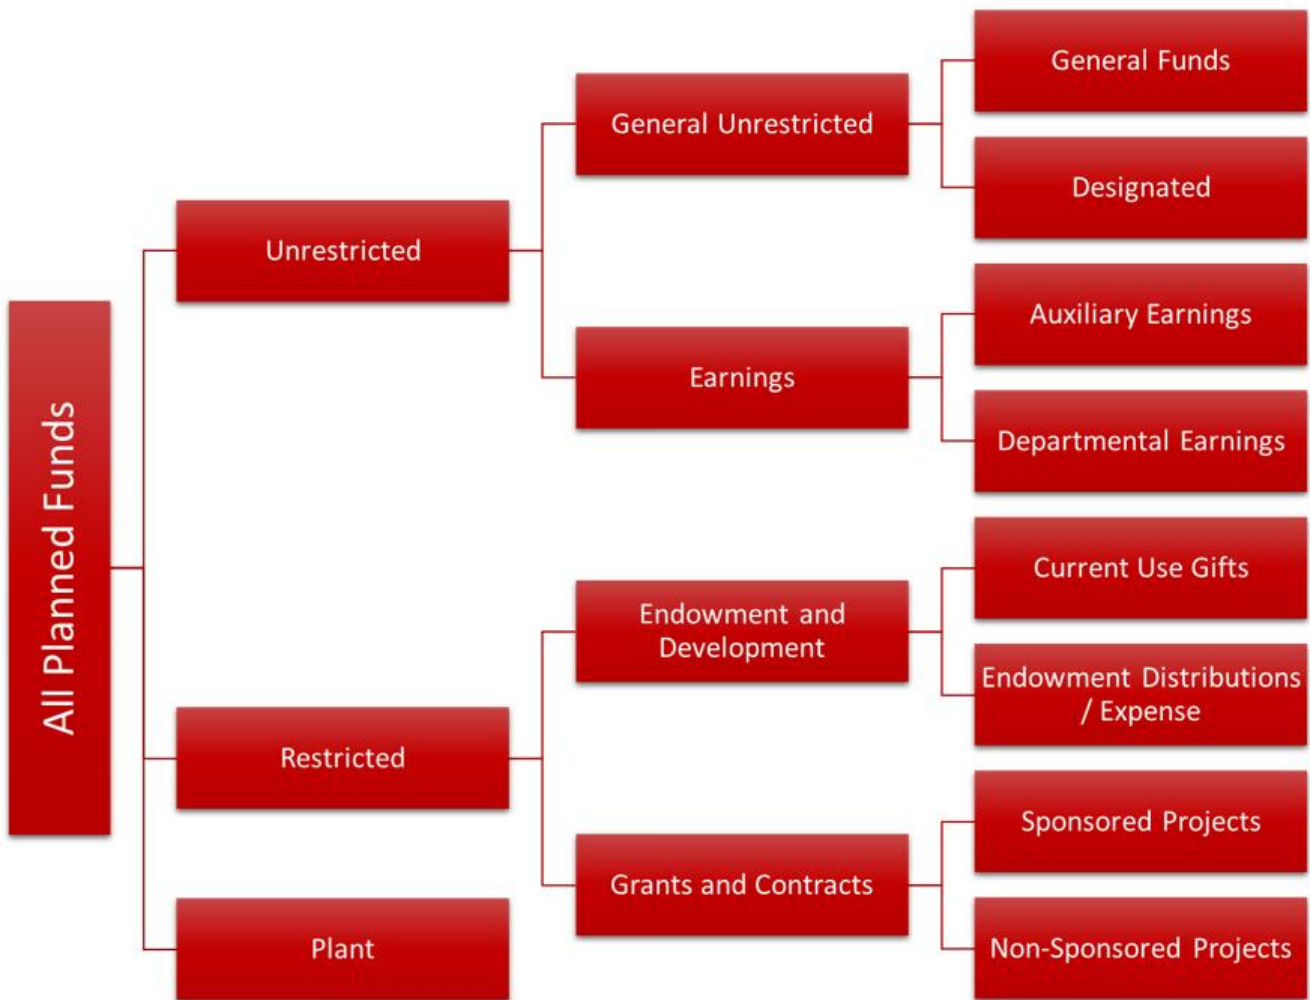 All Planned Funds
Unrestricted
General Unrestricted
General Funds
Designated
Earnings
Auxiliary Earnings
Departmental Earnings
Restricted
Endowment and
Development
Current Use Gifts
Endowment Distributions
/ Expense
Grants and Contracts
Sponsored Projects
Non-Sponsored Projects
Plant